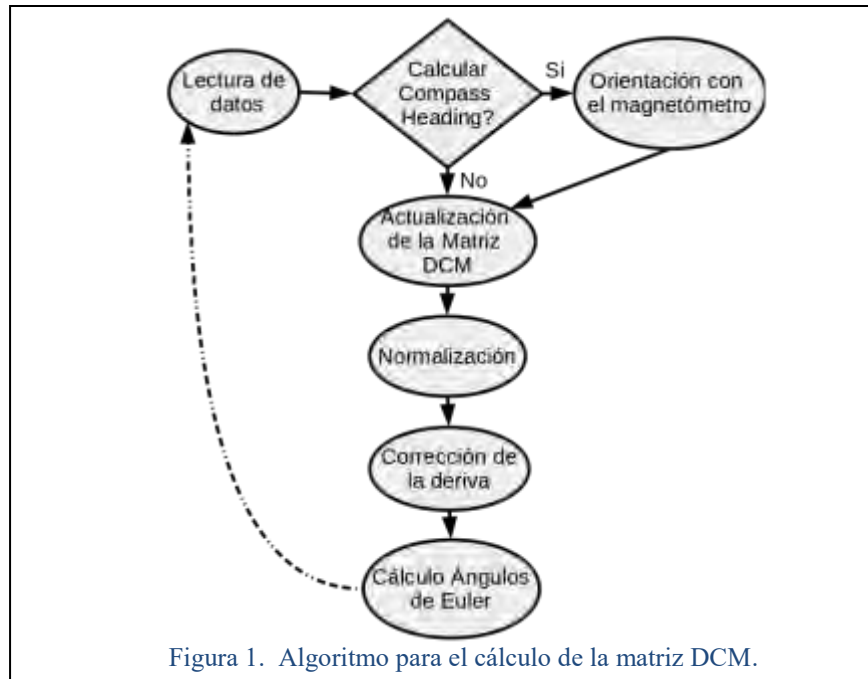 Lectura de
datos
Calcular
Compass
Heading?
Si
Orientación con
el magnetómetro
No
Actualización
de la Matriz
DCM
Normalización
Corrección de
la deriva
Cálculo Ángulos
de Euler
Figura 1. Algoritmo para el cálculo de la matriz DCM.